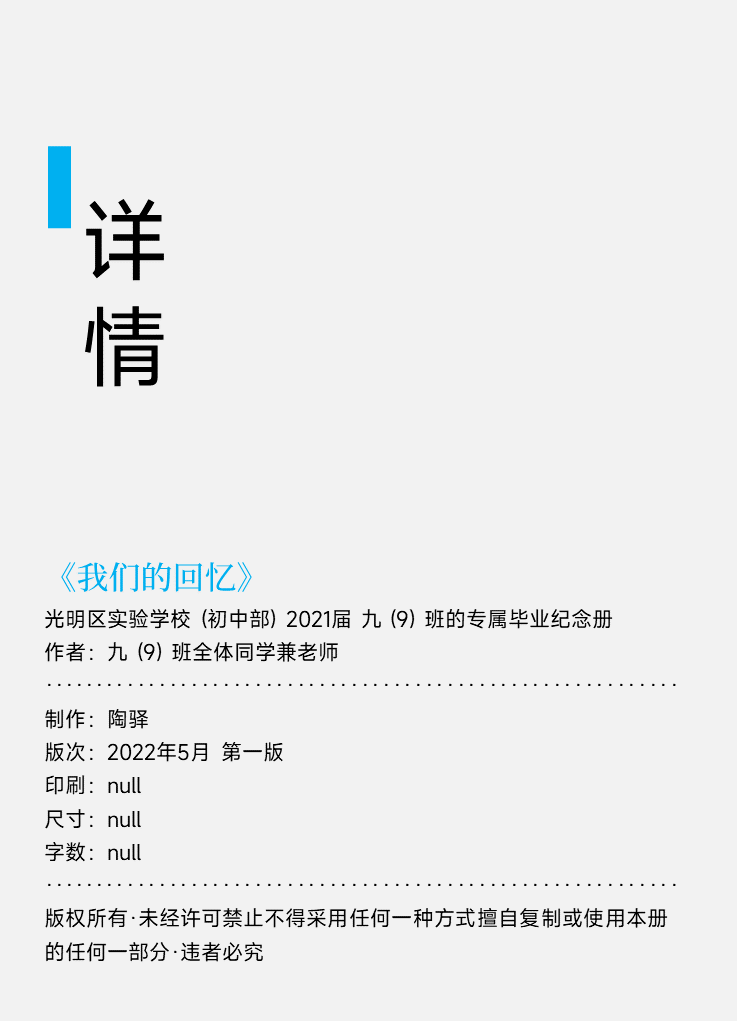 详
情
《我们的回忆》
光明区实验学校（初中部）2021届 九（9）班的专属毕业纪念册
作者：九（9）班全体同学兼老师
制作：陶驿
版次：2022年5月 第一版
印刷：null
尺寸：null
字数：null
版权所有·未经许可禁止不得采用任何一种方式擅自复制或使用本册
的任何一部分·违者必究